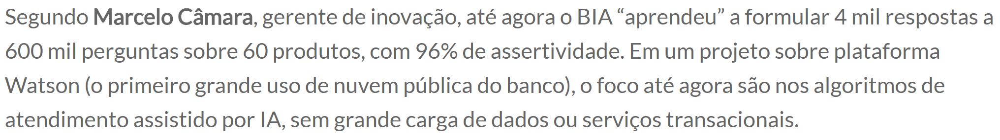 Segundo Marcelo Câmara, gerente de inovação, até agora o BIA “aprendeu” a formular 4 mil respostas a
600 mil perguntas sobre 60 produtos, com 96% de assertividade. Em um projeto sobre plataforma
Watson (o primeiro grande uso de nuvem pública do banco), o foco até agora são nos algoritmos de
atendimento assistido por IA, sem grande carga de dados ou serviços transacionais.